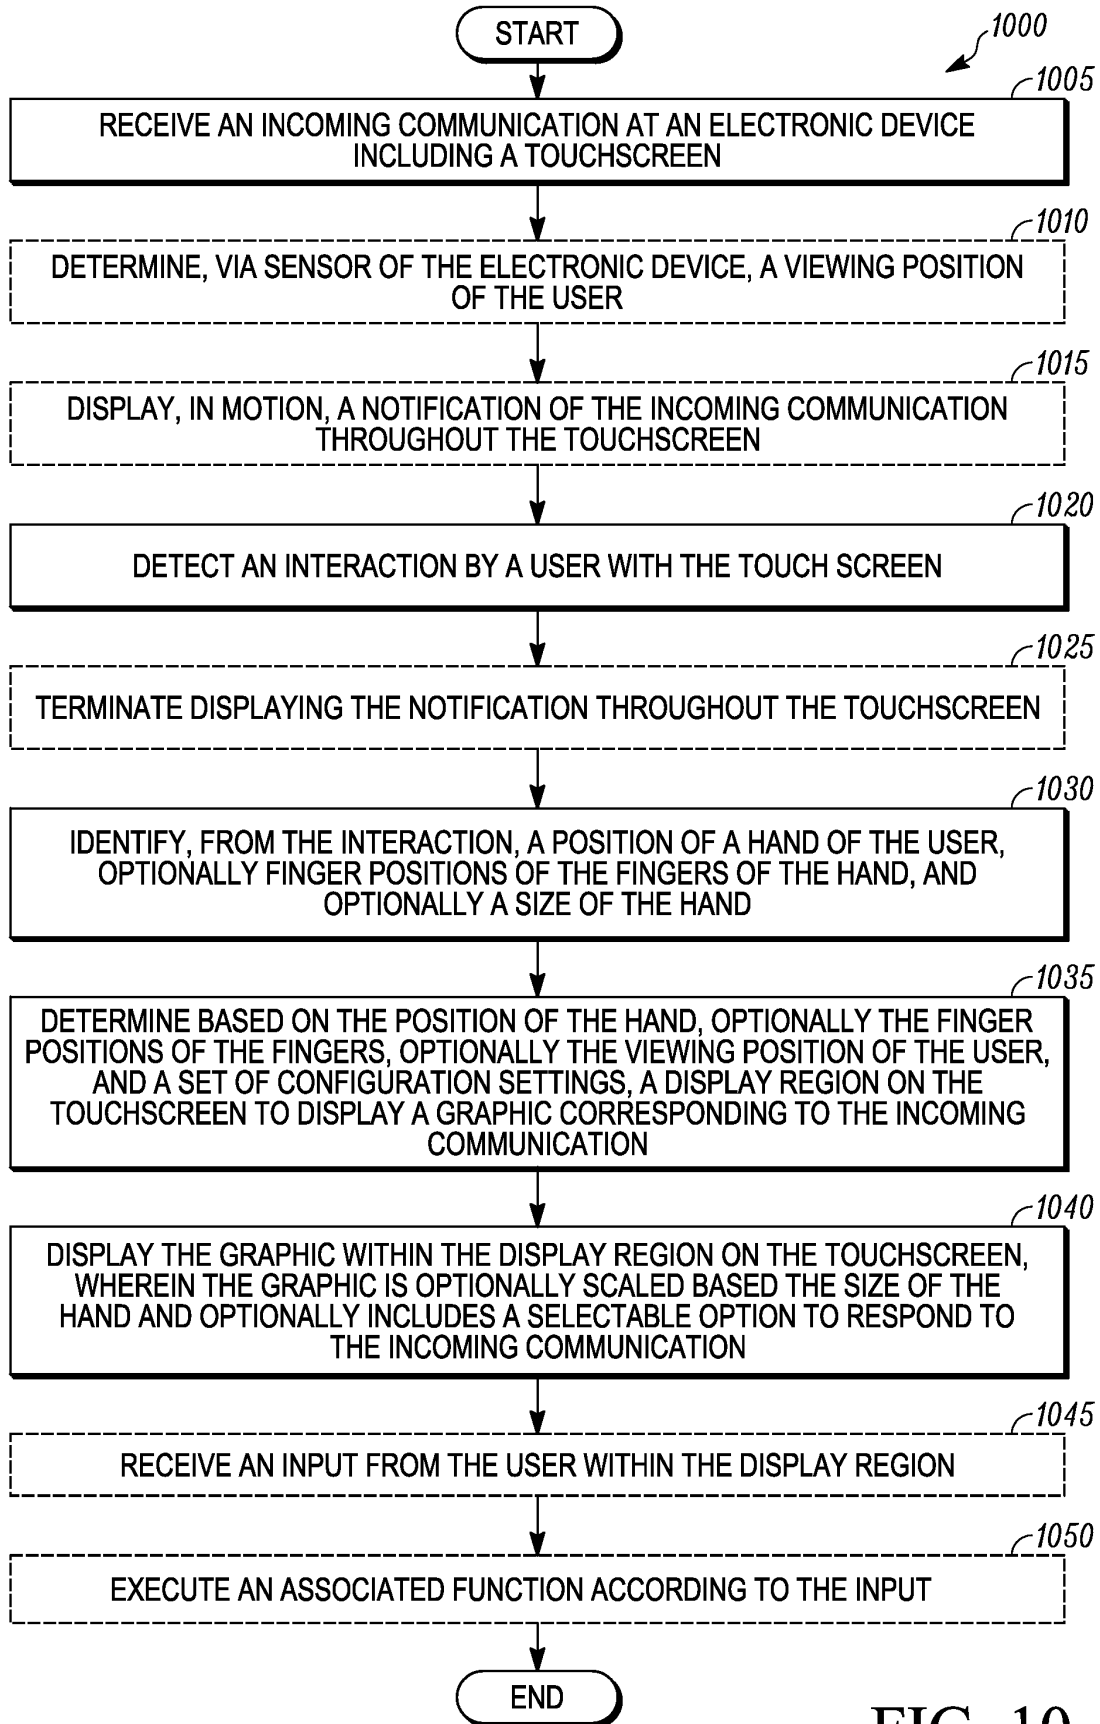 START
1000
1005
RECEIVE AN INCOMING COMMUNICATION AT AN ELECTRONIC DEVICE
INCLUDING A TOUCHSCREEN
1010
DETERMINE, VIA SENSOR OF THE ELECTRONIC DEVICE, A VIEWING POSITION
OF THE USER
1015
DISPLAY, IN MOTION, A NOTIFICATION OF THE INCOMING COMMUNICATION
THROUGHOUT THE TOUCHSCREEN
1020
DETECT AN INTERACTION BY A USER WITH THE TOUCH SCREEN
1025
TERMINATE DISPLAYING THE NOTIFICATION THROUGHOUT THE TOUCHSCREEN
1030
IDENTIFY, FROM THE INTERACTION, A POSITION OF A HAND OF THE USER,
OPTIONALLY FINGER POSITIONS OF THE FINGERS OF THE HAND, AND
OPTIONALLY A SIZE OF THE HAND
1035
DETERMINE BASED ON THE POSITION OF THE HAND, OPTIONALLY THE FINGER
POSITIONS OF THE FINGERS, OPTIONALLY THE VIEWING POSITION OF THE USER,
AND A SET OF CONFIGURATION SETTINGS, A DISPLAY REGION ON THE
TOUCHSCREEN TO DISPLAY A GRAPHIC CORRESPONDING TO THE INCOMING
COMMUNICATION
1040
DISPLAY THE GRAPHIC WITHIN THE DISPLAY REGION ON THE TOUCHSCREEN,
WHEREIN THE GRAPHIC IS OPTIONALLY SCALED BASED THE SIZE OF THE
HAND AND OPTIONALLY INCLUDES A SELECTABLE OPTION TO RESPOND TO
THE INCOMING COMMUNICATION
1045
RECEIVE AN INPUT FROM THE USER WITHIN THE DISPLAY REGION
1050
EXECUTE AN ASSOCIATED FUNCTION ACCORDING TO THE INPUT
END
FIG. 10